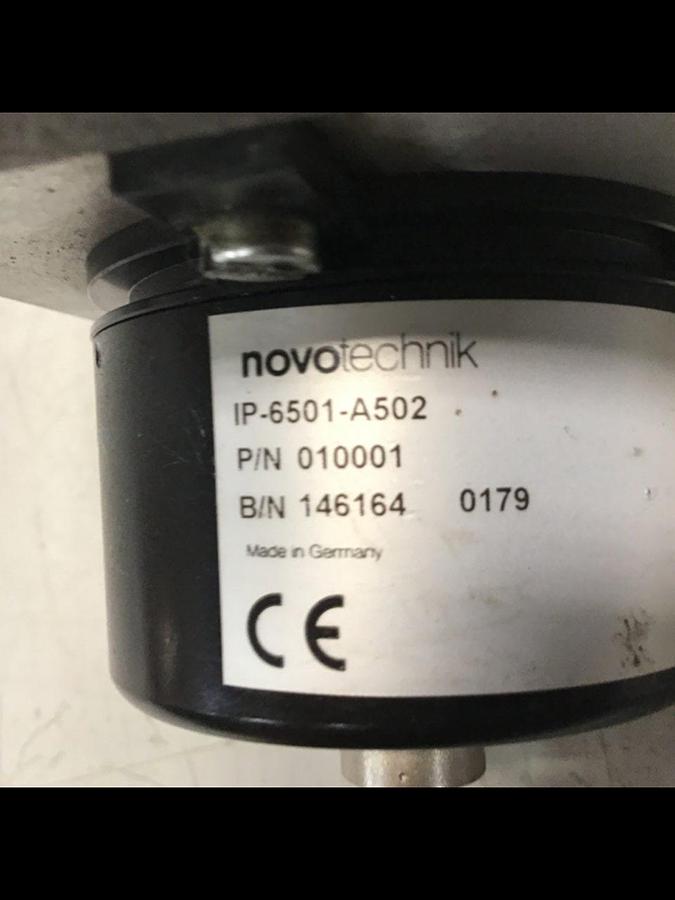 novotechnik
IP-6501-A502
P/N 010001
B/N 146164 0179
Made in Germany
CE